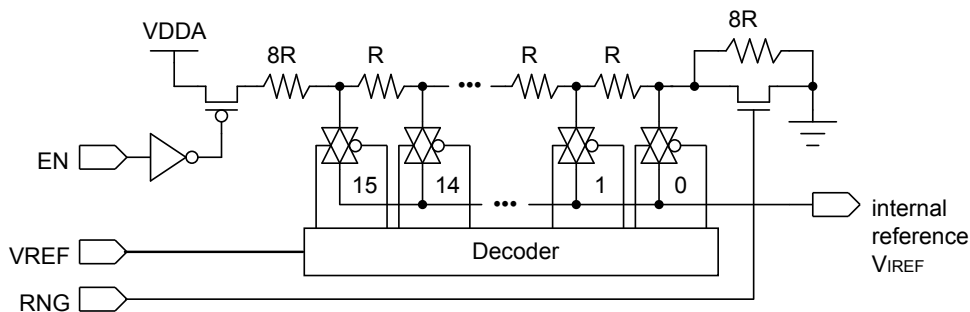 8R
VDDA
8R
R
•••
R
R
EN
15
14
1
0
•••
internal
reference
VIREF
VREF
Decoder
RNG